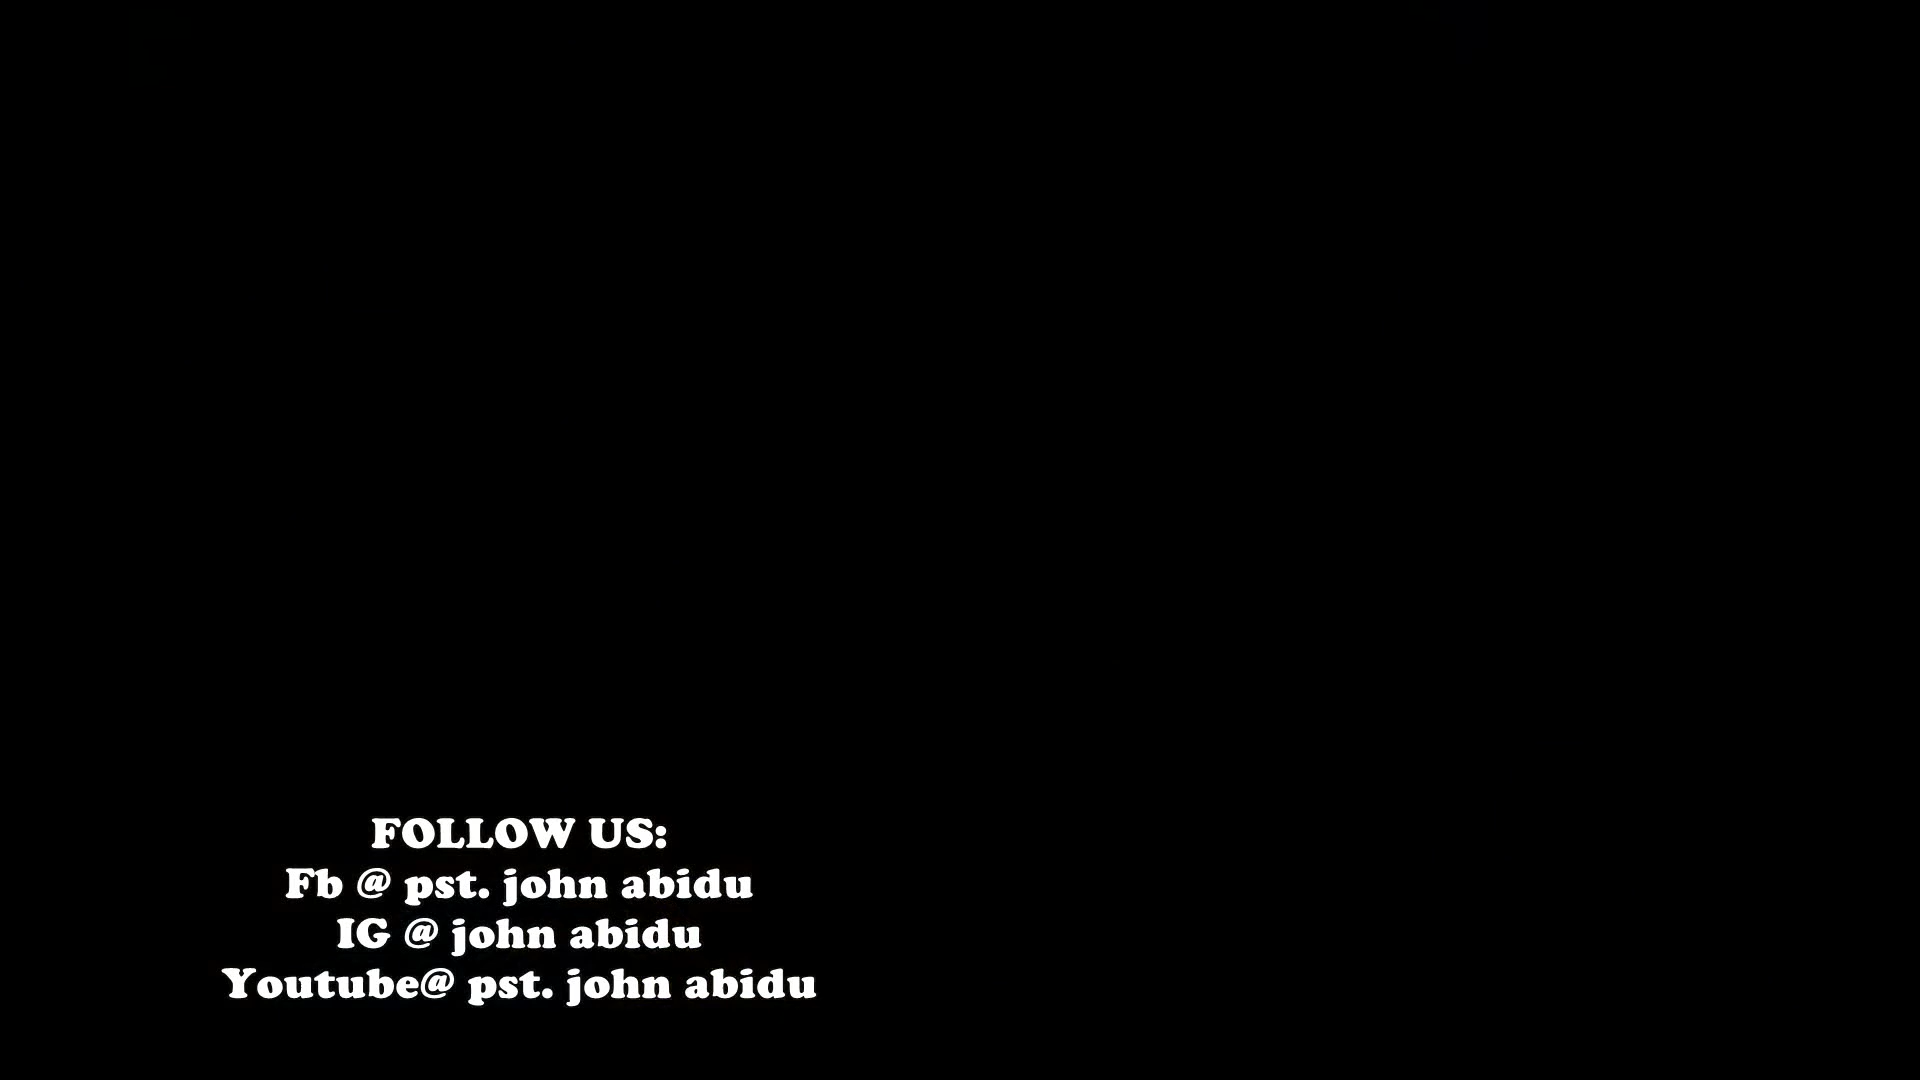 FOLLOW US:
Fb @ pst. john abidu
IG @ john abidu
Youtube@ pst. john abidu